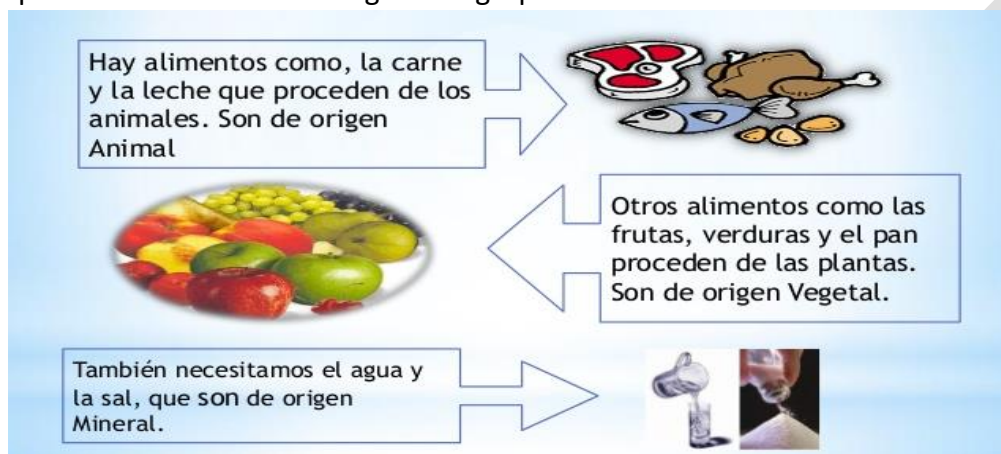 Hay alimentos como, la carne
y la leche que proceden de los
animales. Son de origen
Animal
Otros alimentos como las
frutas, verduras y el pan
proceden de las plantas.
Son de origen Vegetal.
También necesitamos el agua y
la sal, que son de origen
Mineral.